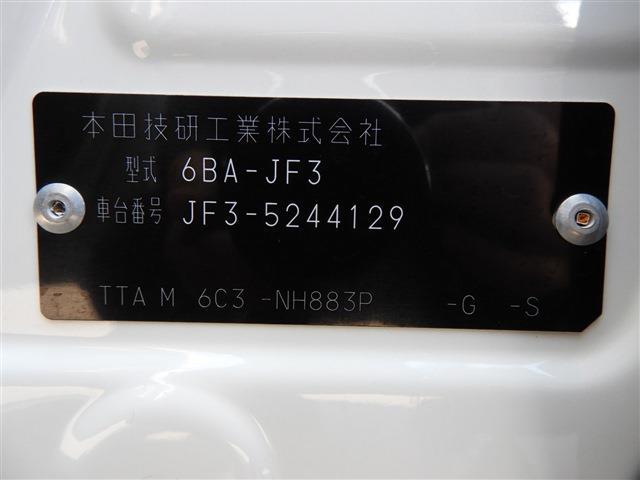 本田技研工業株式会社
型式 6BA-JF3
車台番号 JF3-5244129
TTA M 6C3 -NH883P -G -S